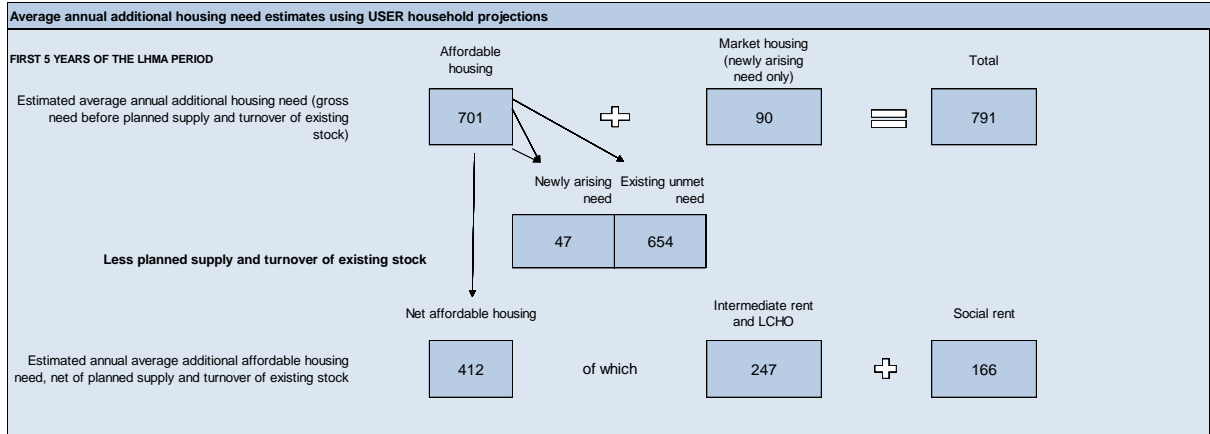 Average annual additional housing need estimates using USER household projections
FIRST 5 YEARS OF THE LHMA PERIOD
Affordable
housing
Market housing
(newly arising
need only)
Total
Estimated average annual additional housing need (gross
need before planned supply and turnover of existing
stock)
701
90
791
Newly arising
need
Existing unmet
need
47
654
Less planned supply and turnover of existing stock
Net affordable housing
Intermediate rent
and LCHO
Social rent
Estimated annual average additional affordable housing
need, net of planned supply and turnover of existing stock
412
of which
247
166